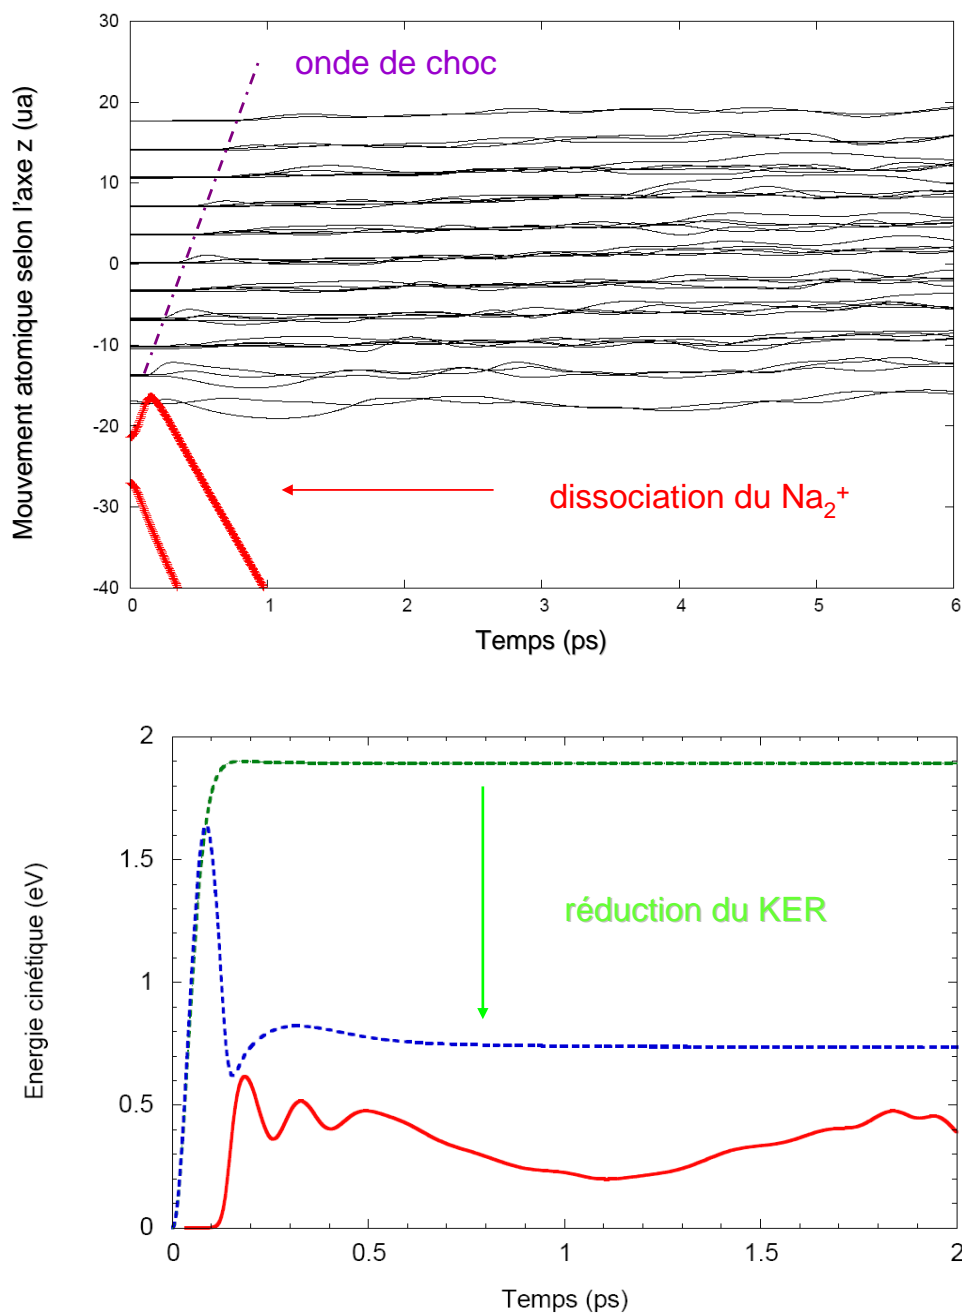 Mouvement atomique selon l'axe z (ua)
30
20
10
0
-10
-20
-30
-40
onde de choc
dissociation du Na₂⁺
0 1 2 3 4 5 6
Temps (ps)
Energie cinétique (eV)
2
1.5
1
0.5
0
réduction du KER
0 0.5 1 1.5 2
Temps (ps)